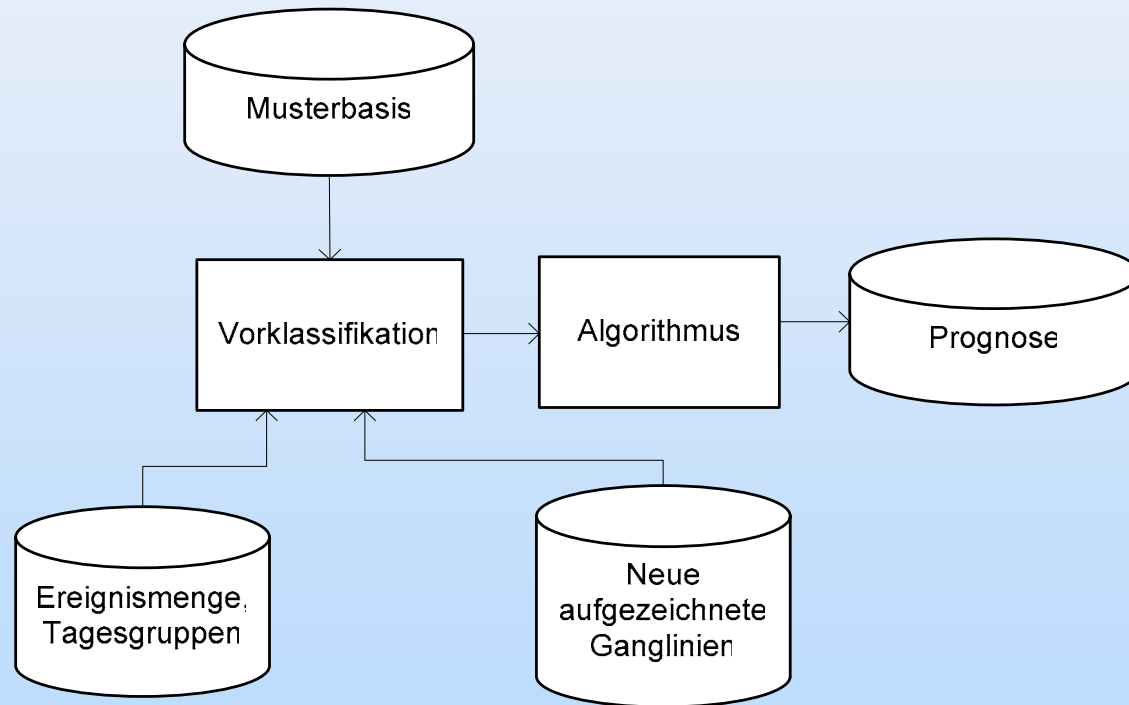 Musterbasis
Vorklassifikation
Algorithmus
Prognose
Ereignismenge,
Tagesgruppen
Neue
aufgezeichnete
Ganglinien